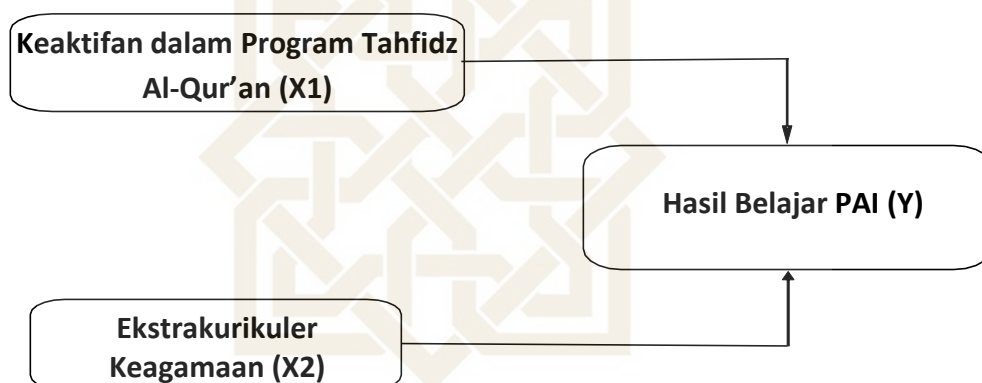 Keaktifan dalam Program Tahfidz
Al-Qur’an (X1)
Hasil Belajar PAI (Y)
Ekstrakurikuler
Keagamaan (X2)